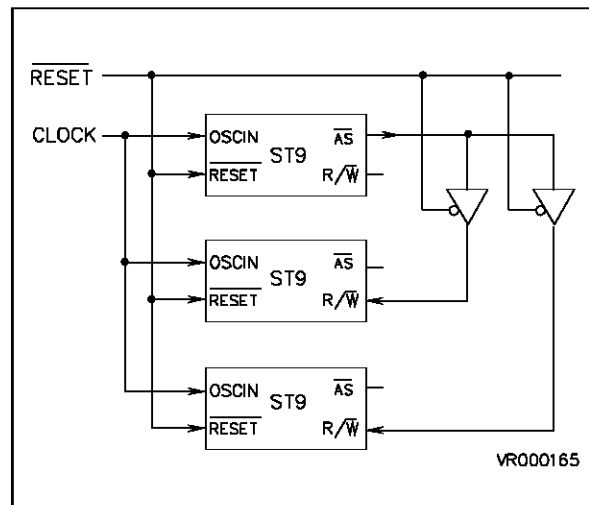 RESET
CLOCK
OSCIN
AS
ST9
RESET
R/W
OSCIN
AS
ST9
RESET
R/W
OSCIN
AS
ST9
RESET
R/W
VR000165